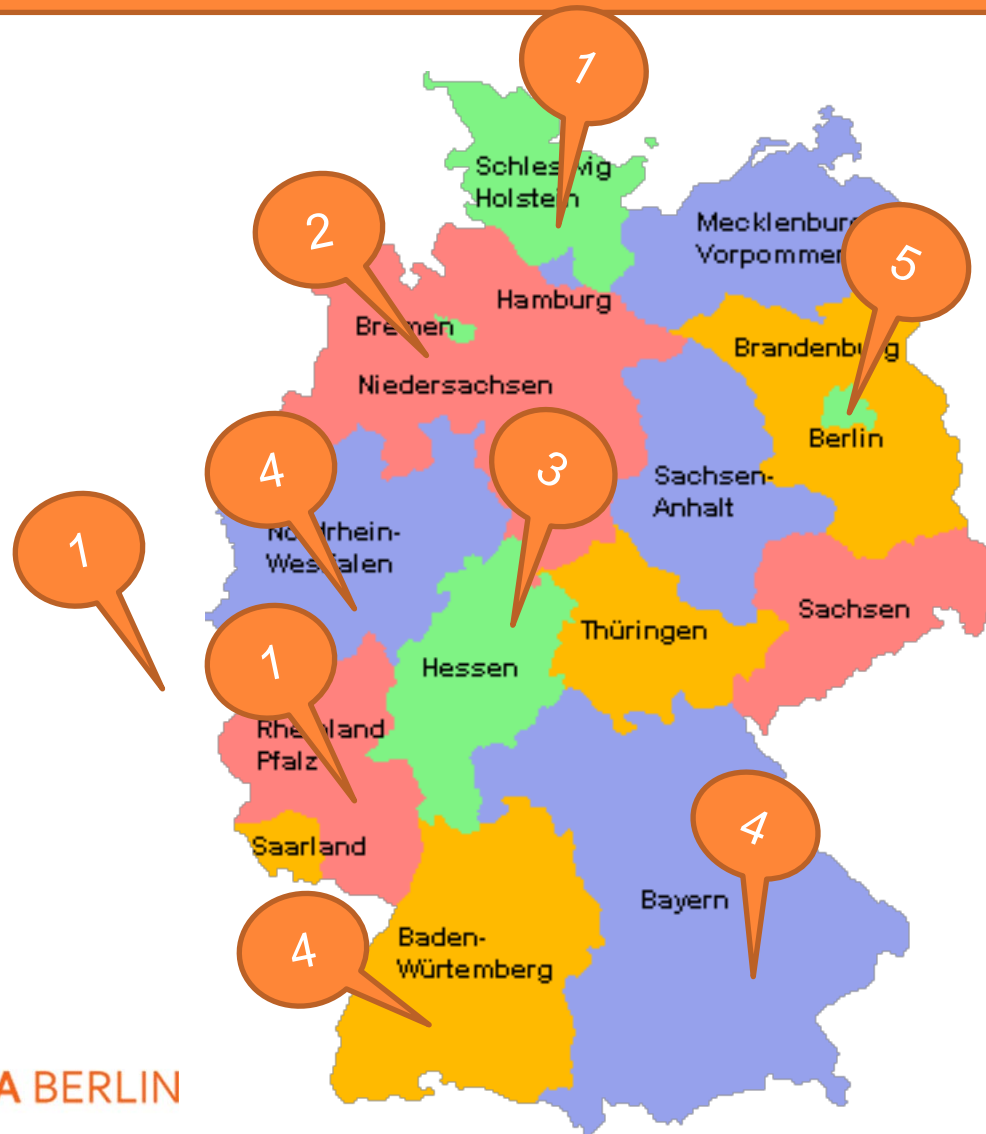 1
Schleswig
Holstein
2
Mecklenburg
Vorpommer
5
Hamburg
Bremen
Brandenburg
Niedersachsen
Berlin
4
3
Sachsen-
Anhalt
1
Nordrhein-
Westfalen
Sachsen
Thüringen
1
Hessen
Rheinland
Pfalz
4
Saarland
Bayern
4
Baden-
Würtemberg
A BERLIN